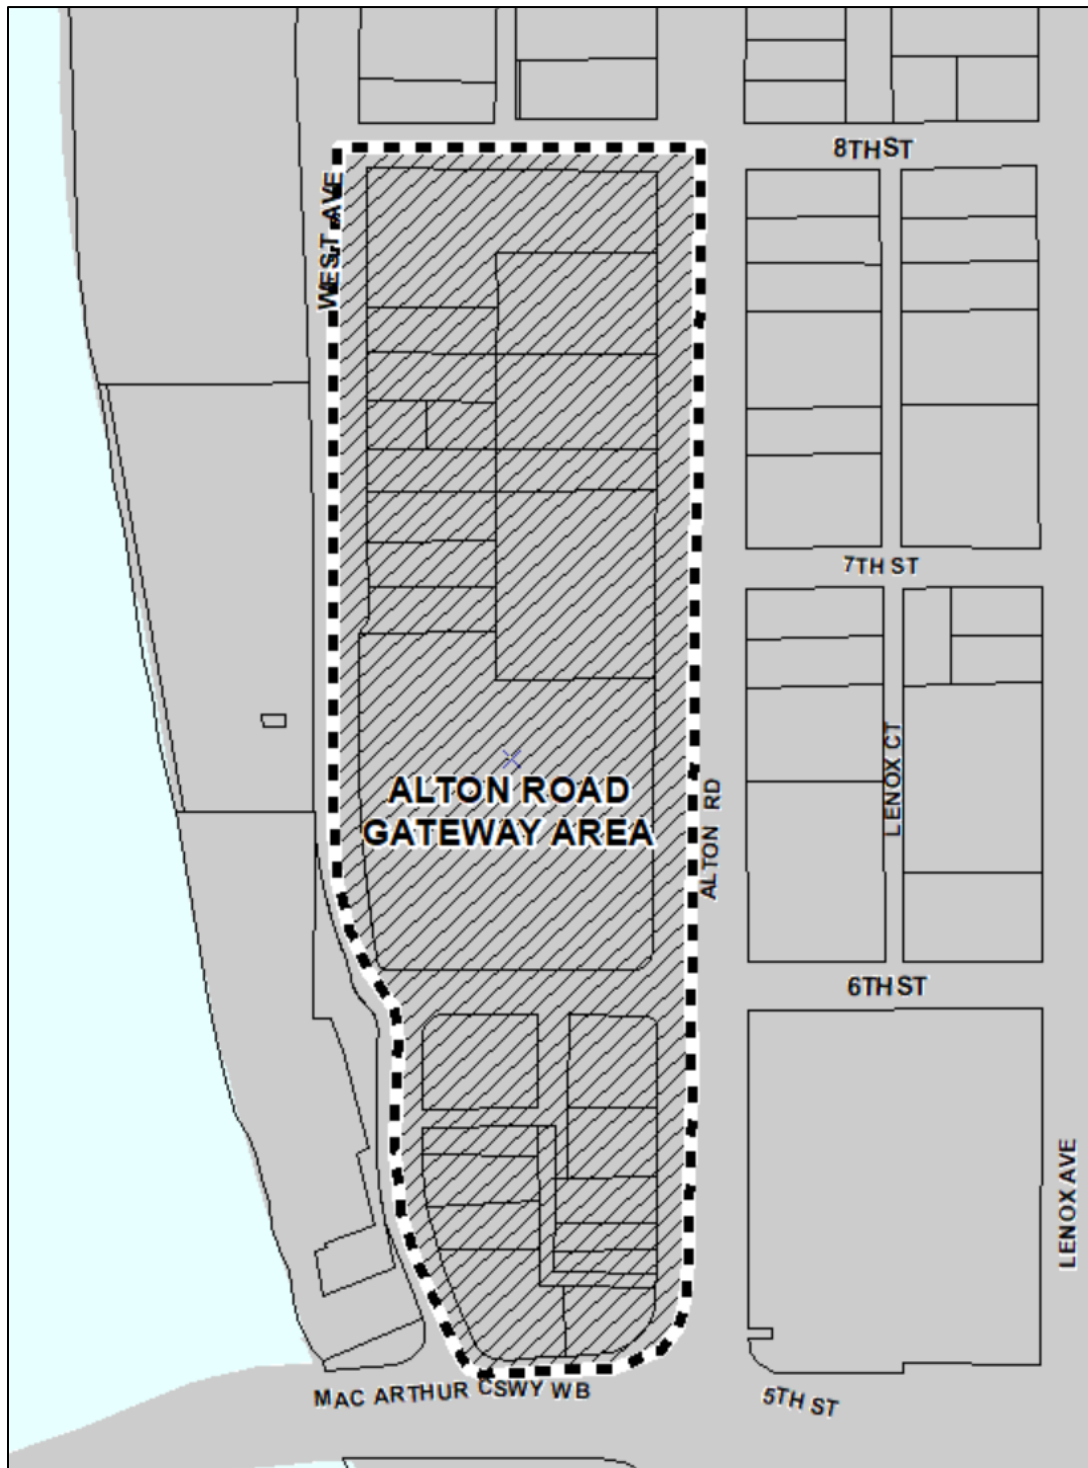 8TH ST
WEST AVE
7TH ST
LENOX CT
ALTON ROAD
GATEWAY AREA
ALTON RD
6TH ST
LENOX AVE
MAC ARTHUR CSWY WB
5TH ST